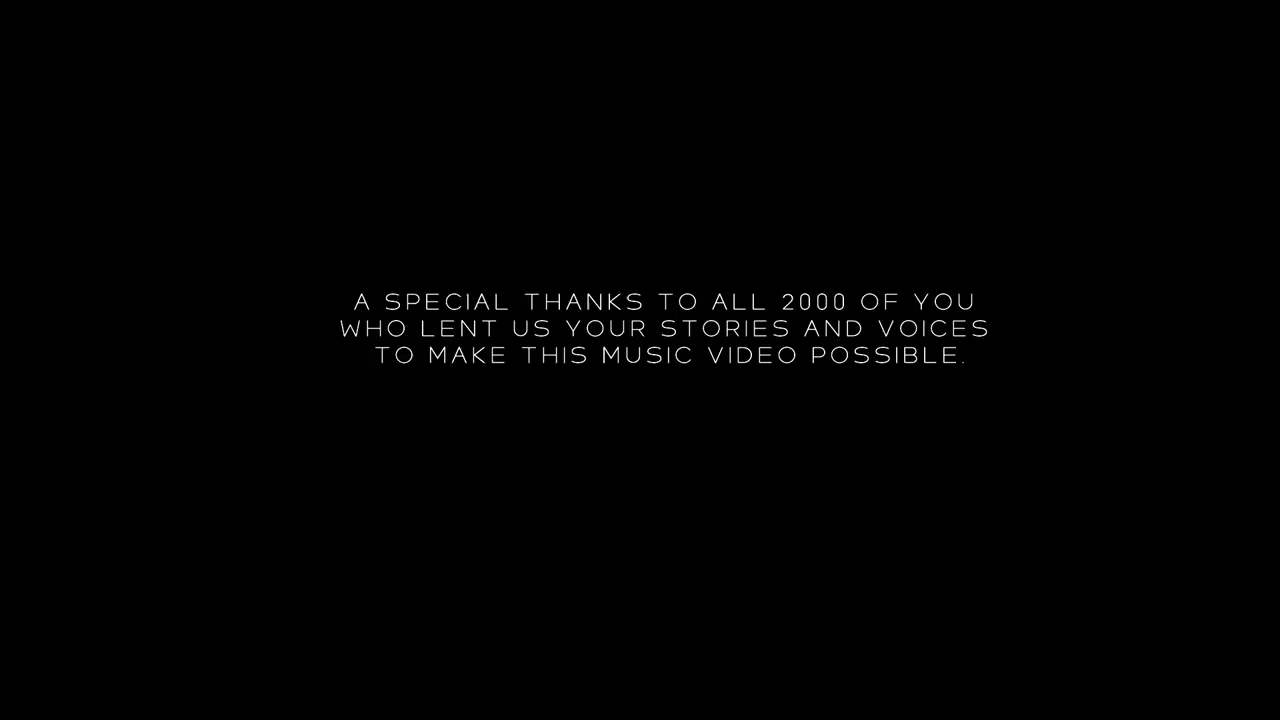 A SPECIAL THANKS TO ALL 2000 OF YOU
WHO LENT US YOUR STORIES AND VOICES
TO MAKE THIS MUSIC VIDEO POSSIBLE.